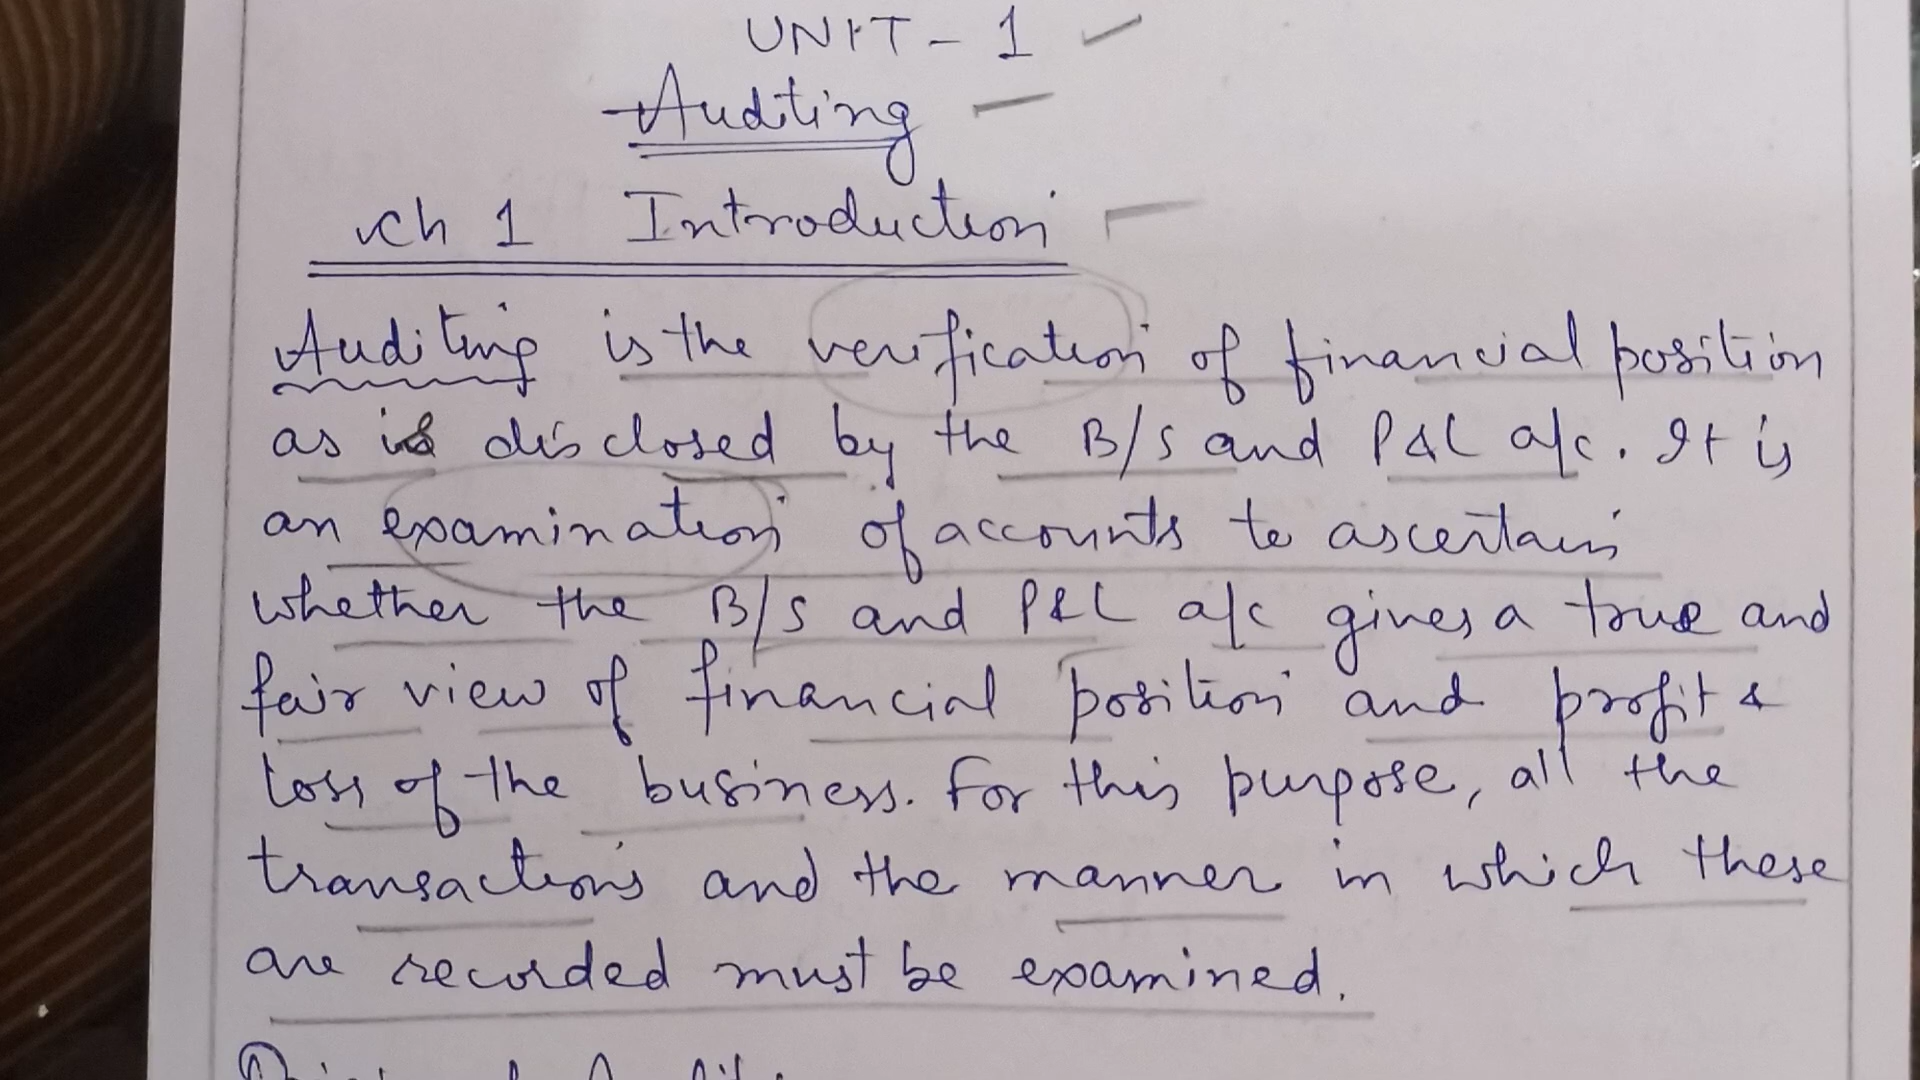 UNIT - 1
Auditing
ch 1 Introduction
Auditing is the verification of financial position
as is disclosed by the B/S and P&L a/c. It is
an examination of accounts to ascertain
whether the B/S and P&L a/c gives a true and
fair view of financial position and profit &
loss of the business. For this purpose, all the
transactions and the manner in which these
are recorded must be examined.